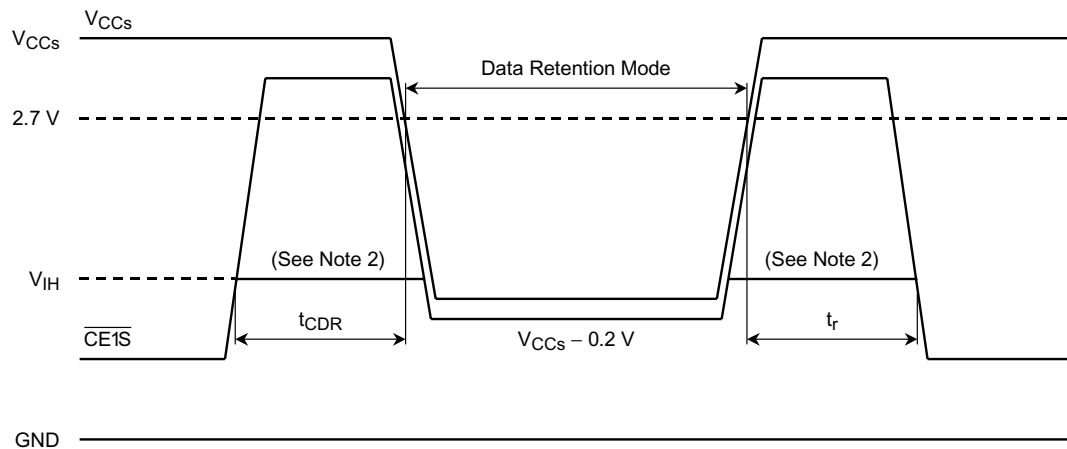 VCCs
VCCs
Data Retention Mode
2.7 V
(See Note 2)
(See Note 2)
VIH
tCDR
tr
CE1S
VCCs – 0.2 V
GND